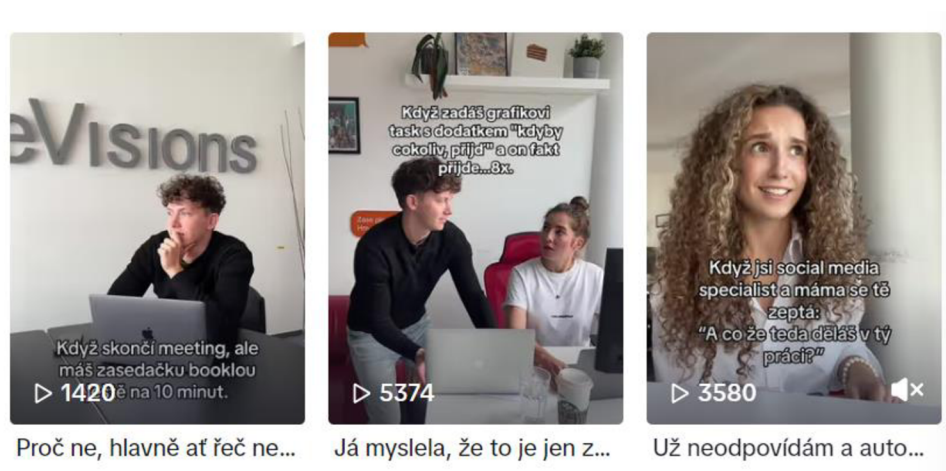 eVisions
Když skončí meeting, ale
máš zasedačku booklou
na 10 minut.
1420
Proč ne, hlavně ať řeč ne...
Když zadáš grafikovi
task s dodatkem "kdyby
cokoliv, přijď" a on fakt
přijde...8x.
5374
Já myslela, že to je jen z...
Když jsi social media
specialist a máma se tě
zeptá:
"A co že teda děláš v tý
práci?"
3580
Už neodpovídám a auto...